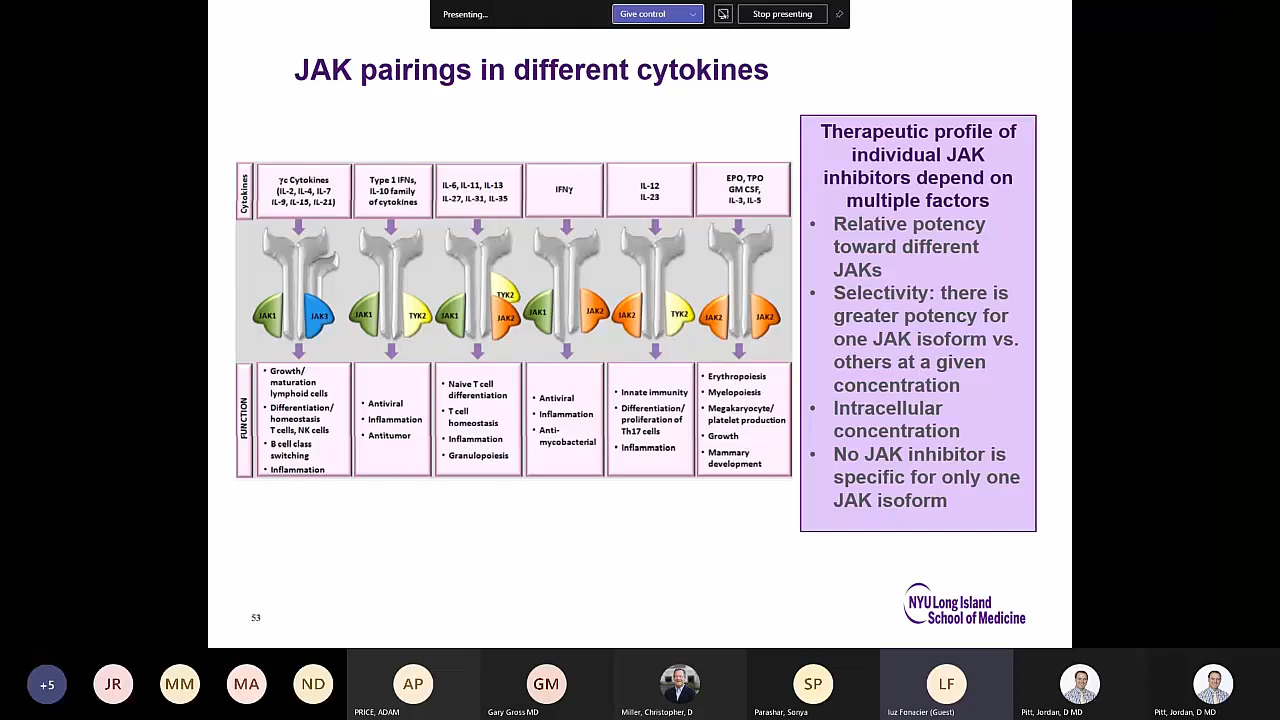 Presenting...
Give control
Stop presenting
JAK pairings in different cytokines
Cytokines
γc Cytokines
(IL-2, IL-4, IL-7
IL-9, IL-15, IL-21)
Type 1 IFNs,
IL-10 family
of cytokines
IL-6, IL-11, IL-13
IL-27, IL-31, IL-35
IFNγ
IL-12
IL-23
EPO, TPO
GM CSF,
IL-3, IL-5
JAK1
JAK3
JAK1
TYK2
JAK1
TYK2
JAK2
JAK1
JAK2
JAK2
TYK2
JAK2
JAK2
FUNCTION
• Growth/
maturation
lymphoid cells
• Differentiation/
homeostasis
T cells, NK cells
• B cell class
switching
• Inflammation
• Antiviral
• Inflammation
• Antitumor
• Naive T cell
differentiation
• T cell
homeostasis
• Inflammation
• Granulopoiesis
• Antiviral
• Inflammation
• Anti-
mycobacterial
• Innate immunity
• Differentiation/
proliferation of
Th17 cells
• Inflammation
• Erythropoiesis
• Myelopoiesis
• Megakaryocyte/
platelet production
• Growth
• Mammary
development
Therapeutic profile of
individual JAK
inhibitors depend on
multiple factors
• Relative potency
toward different
JAKs
• Selectivity: there is
greater potency for
one JAK isoform vs.
others at a given
concentration
• Intracellular
concentration
• No JAK inhibitor is
specific for only one
JAK isoform
53
NYU Long Island
School of Medicine
+5
JR
MM
MA
ND
AP
PRICE, ADAM
GM
Gary Gross MD
Miller, Christopher, D
SP
Parashar, Sonya
LF
luz Fonacier (Guest)
Pitt, Jordan, D MD
Pitt, Jordan, D MD